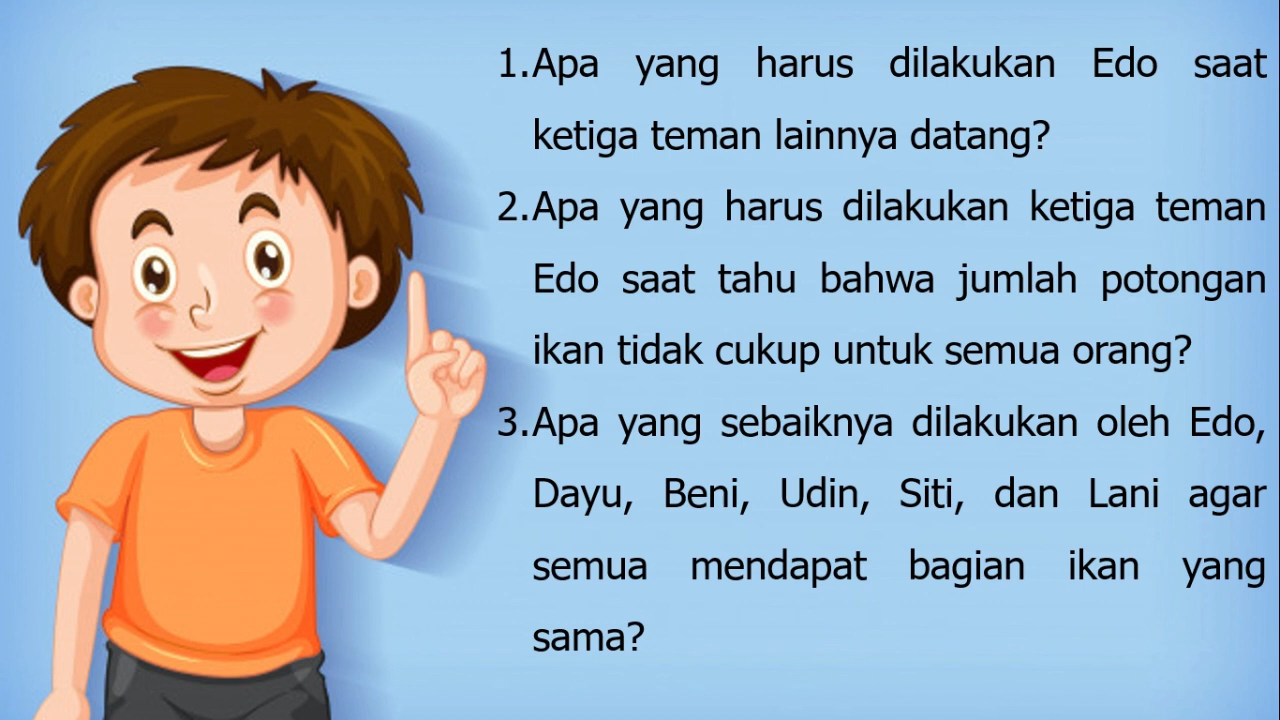 1.Apa yang harus dilakukan Edo saat
ketiga teman lainnya datang?
2.Apa yang harus dilakukan ketiga teman
Edo saat tahu bahwa jumlah potongan
ikan tidak cukup untuk semua orang?
3.Apa yang sebaiknya dilakukan oleh Edo,
Dayu, Beni, Udin, Siti, dan Lani agar
semua mendapat bagian ikan yang
sama?